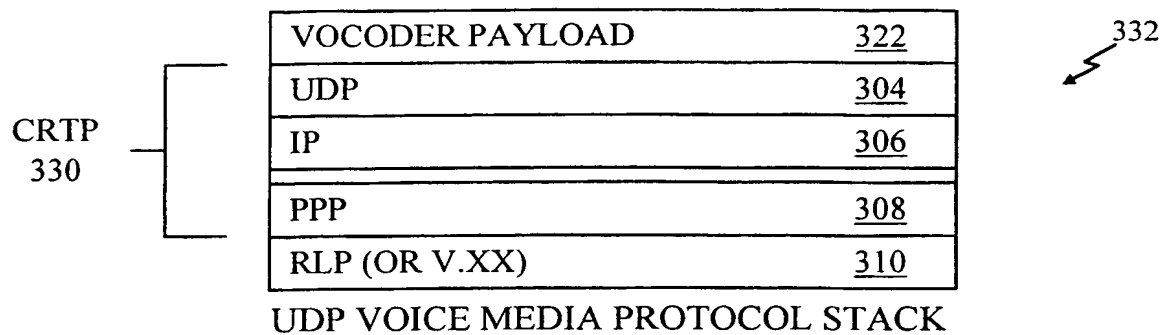 VOCODER PAYLOAD 322
332
UDP 304
CRTP
330
IP 306
PPP 308
RLP (OR V.XX) 310
UDP VOICE MEDIA PROTOCOL STACK